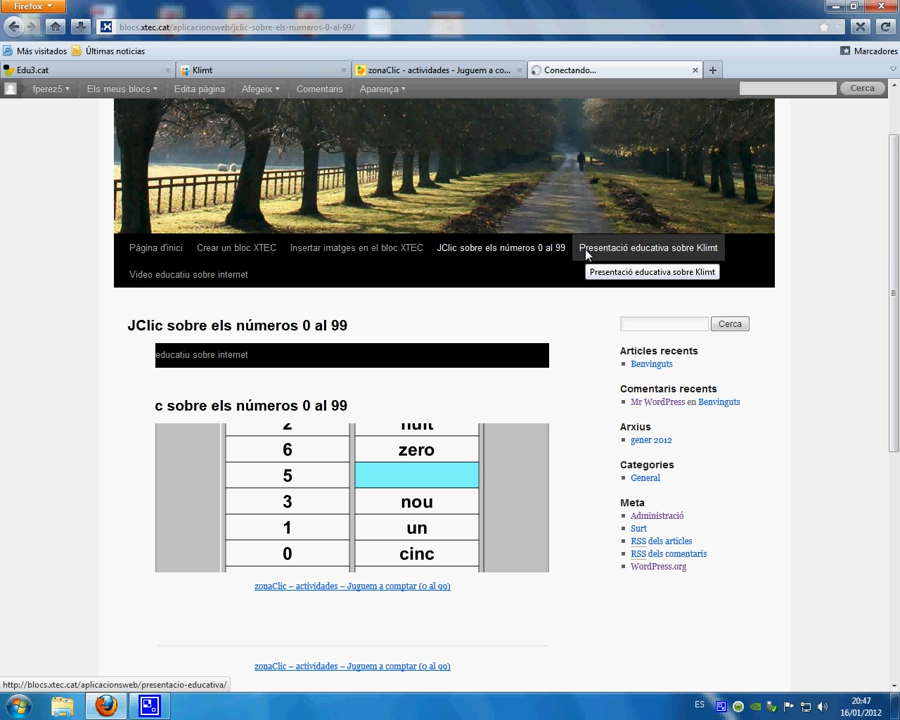 Firefox
blocs.xtec.cat/aplicacionsweb/jclic-sobre-els-numeros-0-al-99/
Más visitados Últimas noticias Marcadores
Edu3.cat Klimt zonaClic - actividades - Juguem a co... Conectando...
fperez5 Els meus blocs Edita pàgina Afegeix Comentaris Aparença Cerca
Pàgina d'inici Crear un bloc XTEC Insertar imatges en el bloc XTEC JClic sobre els números 0 al 99 Presentació educativa sobre Klimt
Video educatiu sobre internet
Presentació educativa sobre Klimt
JClic sobre els números 0 al 99
educatiu sobre internet
c sobre els números 0 al 99
2 huit
6 zero
5
3 nou
1 un
0 cinc
zonaClic – actividades – Juguem a comptar (0 al 99)
zonaClic – actividades – Juguem a comptar (0 al 99)
Cerca
Articles recents
Benvinguts
Comentaris recents
Mr WordPress en Benvinguts
Arxius
gener 2012
Categories
General
Meta
Administració
Surt
RSS dels articles
RSS dels comentaris
WordPress.org
http://blocs.xtec.cat/aplicacionsweb/presentacio-educativa/
ES
20:47
16/01/2012